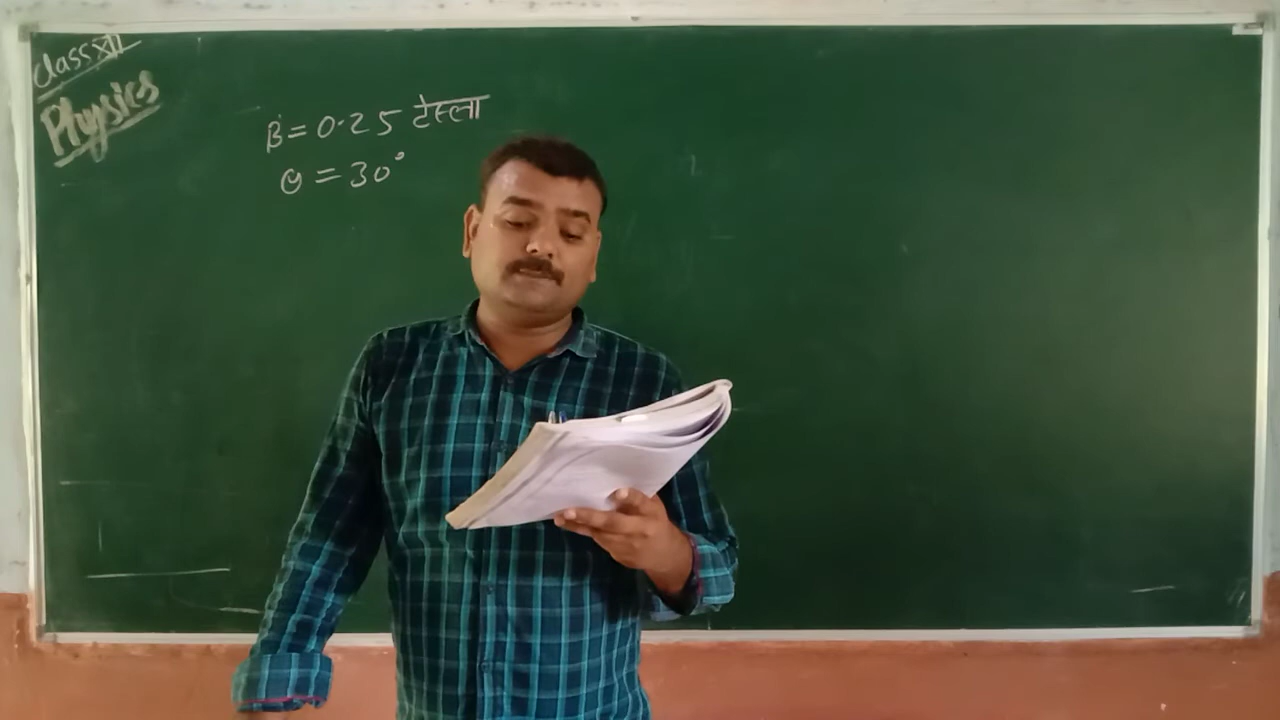 Class XII
Physics
B = 0.25 टेस्ला
θ = 30°